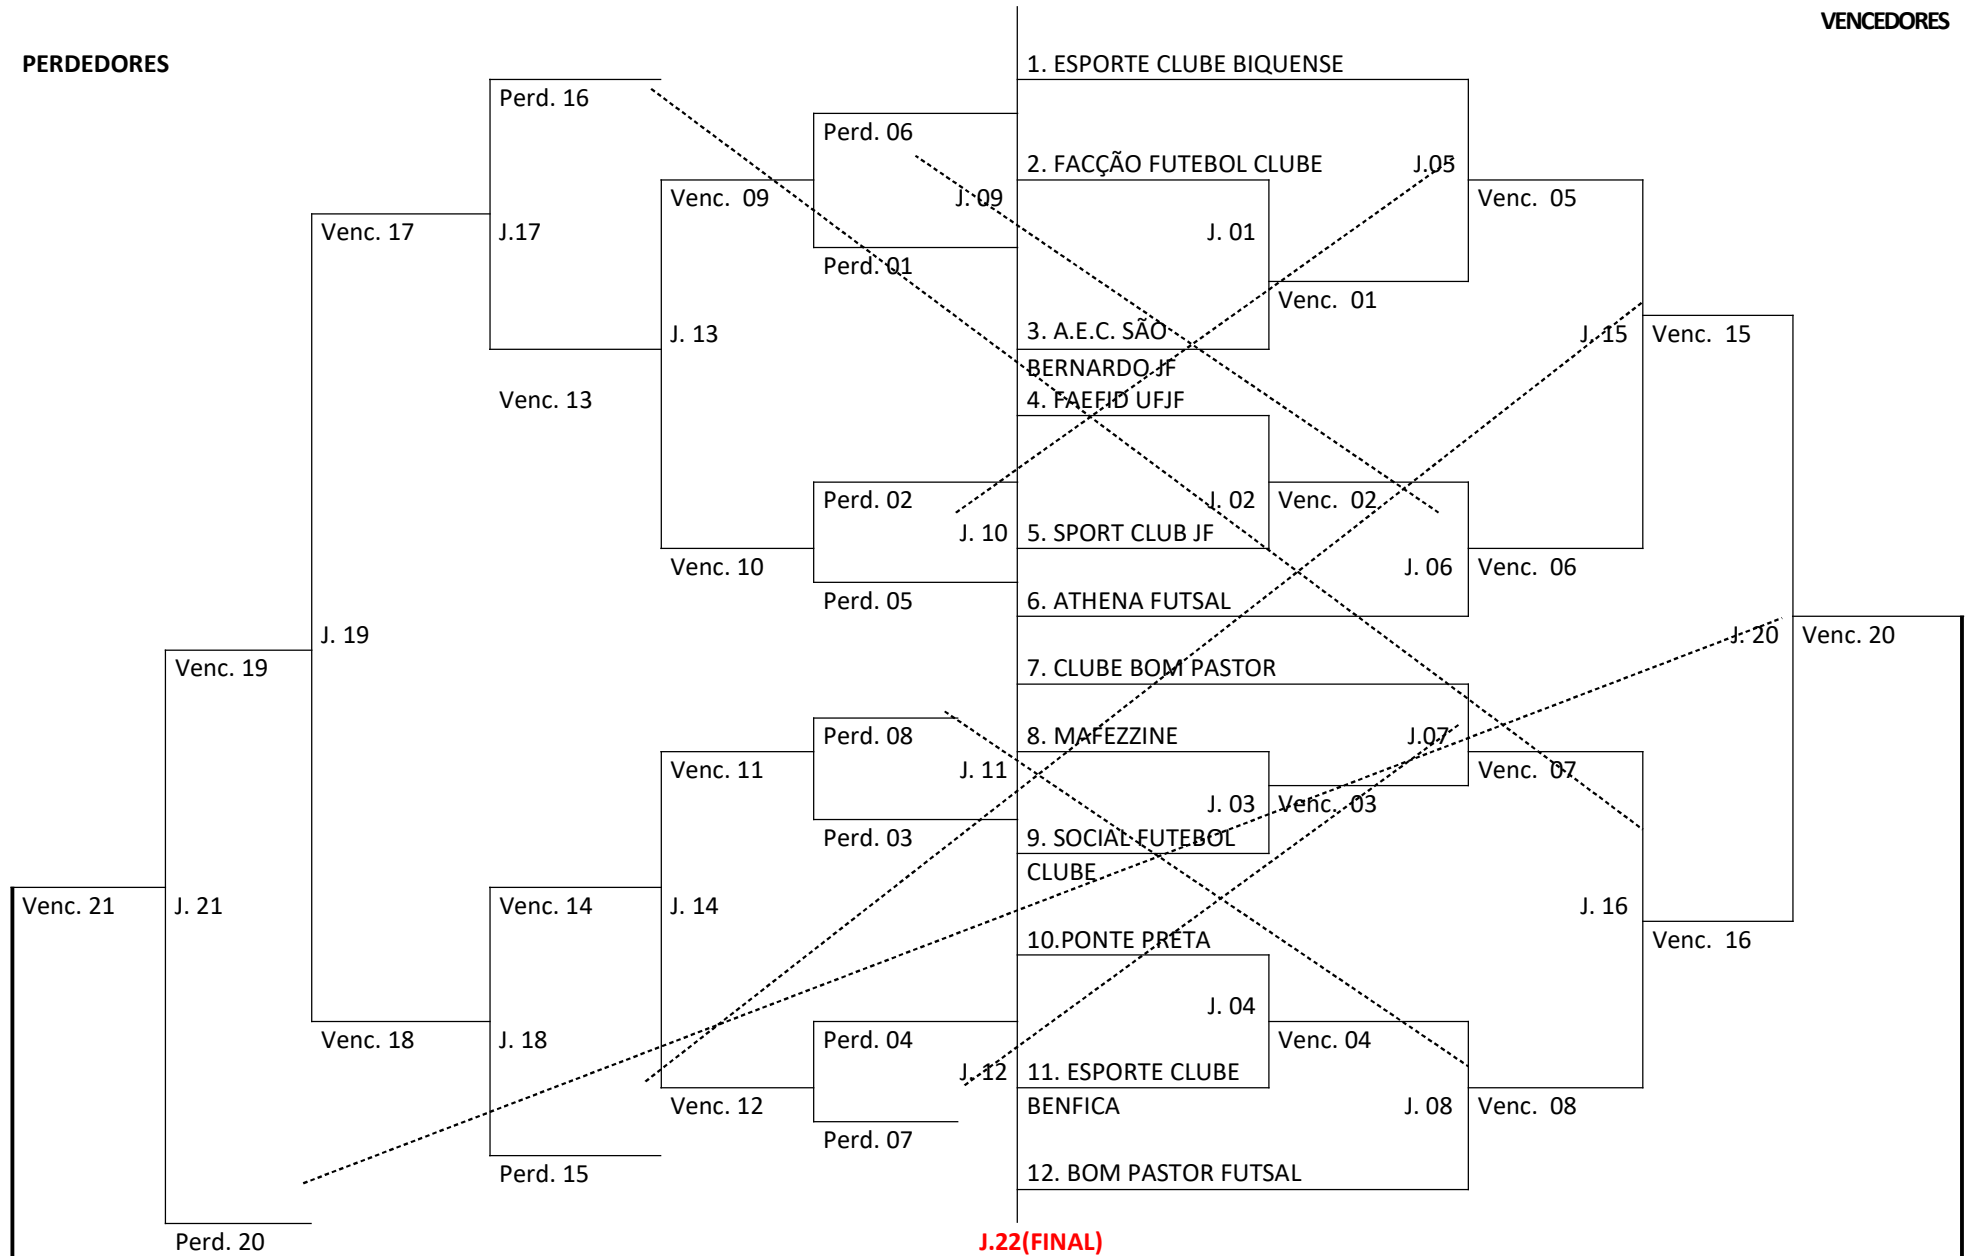 VENCEDORES
PERDEDORES
1. ESPORTE CLUBE BIQUENSE
Perd. 16
Perd. 06
2. FACÇÃO FUTEBOL CLUBE
J.05
Venc.  09
J. 09
Venc.  05
Venc. 17
J.17
J. 01
Perd. 01
Venc.  01
J. 13
3. A.E.C. SÃO
BERNARDO JF
J. 15
Venc.  15
Venc. 13
4. FAEFID UFJF
Perd. 02
J. 02
Venc. 02
J. 10
5. SPORT CLUB JF
Venc. 10
J. 06
Venc.  06
Perd. 05
6. ATHENA FUTSAL
J. 19
J. 20
Venc. 20
Venc. 19
7. CLUBE BOM PASTOR
Perd. 08
8. MAFEZZINE
J.07
Venc. 11
J. 11
Venc.  07
J. 03
Venc.  03
Perd. 03
9. SOCIAL FUTEBOL
CLUBE
Venc. 21
J. 21
Venc. 14
J. 14
J. 16
10.PONTE PRETA
Venc.  16
J. 04
Venc. 18
J. 18
Perd. 04
Venc. 04
J. 12
11. ESPORTE CLUBE
BENFICA
Venc. 12
J. 08
Venc.  08
Perd. 07
Perd. 15
12. BOM PASTOR FUTSAL
Perd. 20
J.22(FINAL)